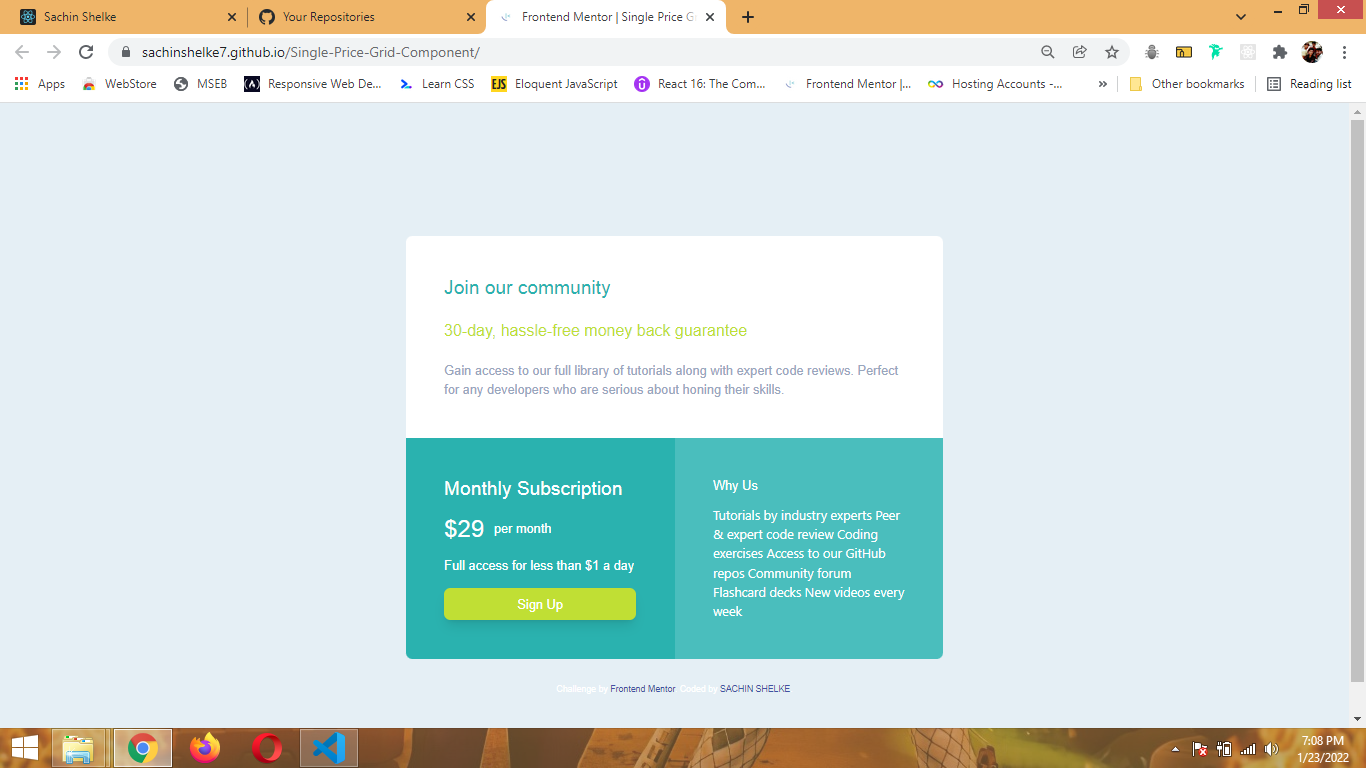 Sachin Shelke
Your Repositories
Frontend Mentor | Single Price G
sachinshelke7.github.io/Single-Price-Grid-Component/
Apps
WebStore
MSEB
Responsive Web De...
Learn CSS
EJS
Eloquent JavaScript
React 16: The Com...
Frontend Mentor |...
Hosting Accounts -...
»
Other bookmarks
Reading list
Join our community
30-day, hassle-free money back guarantee
Gain access to our full library of tutorials along with expert code reviews. Perfect
for any developers who are serious about honing their skills.
Monthly Subscription
$29 per month
Full access for less than $1 a day
Sign Up
Why Us
Tutorials by industry experts Peer
& expert code review Coding
exercises Access to our GitHub
repos Community forum
Flashcard decks New videos every
week
Challenge by Frontend Mentor. Coded by SACHIN SHELKE
7:08 PM
1/23/2022